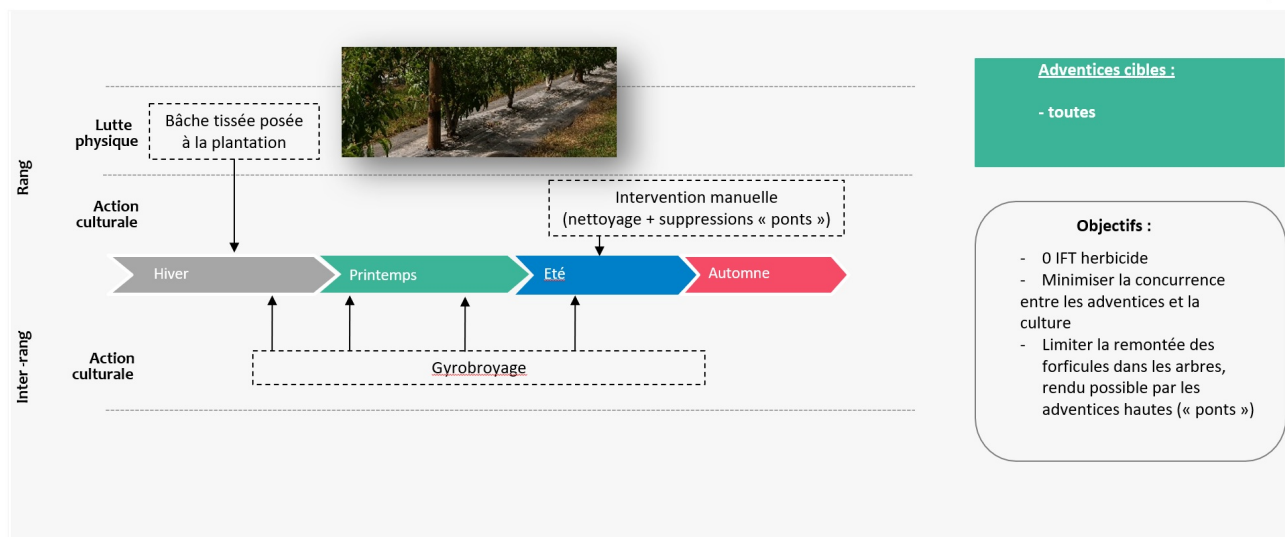 Adventices cibles :
- toutes
Rang
Lutte
physique
Bâche tissée posée
à la plantation
Action
culturale
Intervention manuelle
(nettoyage + suppressions « ponts »)
Hiver
Printemps
Eté
Automne
Inter -rang
Action
culturale
Gyrobroyage
Objectifs :
- 0 IFT herbicide
- Minimiser la concurrence
entre les adventices et la
culture
- Limiter la remontée des
forficules dans les arbres,
rendu possible par les
adventices hautes (« ponts »)